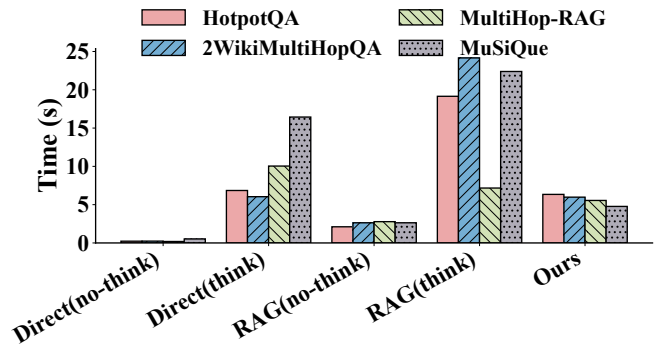 HotpotQA MultiHop-RAG
2WikiMultiHopQA MuSiQue
Time (s)
25
20
15
10
5
0
Direct(no-think)
Direct(think)
RAG(no-think)
RAG(think)
Ours